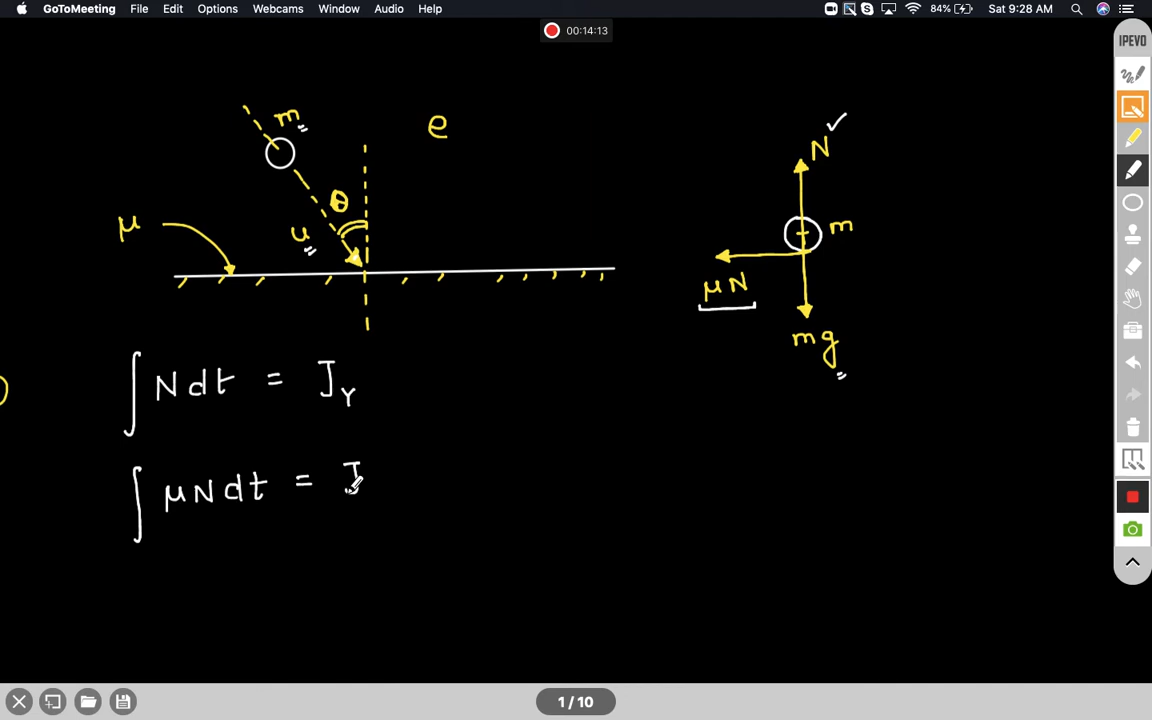 GoToMeeting File Edit Options Webcams Window Audio Help 84% Sat 9:28 AM
00:14:13
IPEVO
m
e
N
θ
μ
u
m
μN
mg
∫ N dt = J_Y
∫ μN dt = J
1 / 10